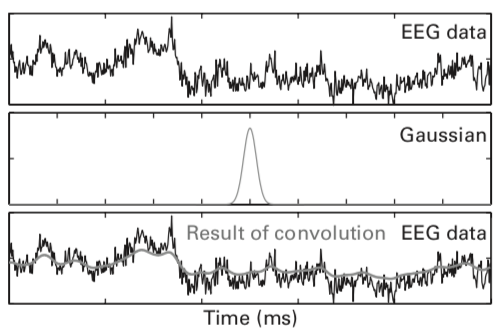 EEG data
Gaussian
Result of convolution EEG data
Time (ms)